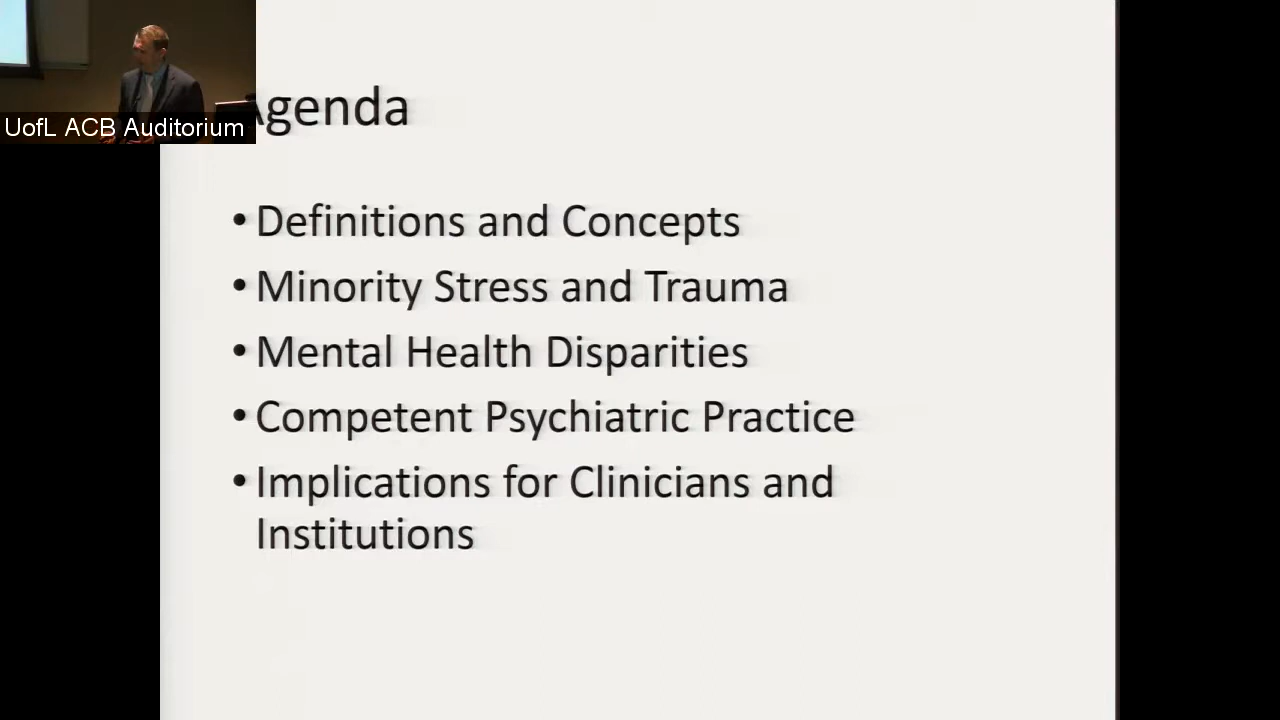 UofL ACB Auditorium
Agenda
• Definitions and Concepts
• Minority Stress and Trauma
• Mental Health Disparities
• Competent Psychiatric Practice
• Implications for Clinicians and
Institutions